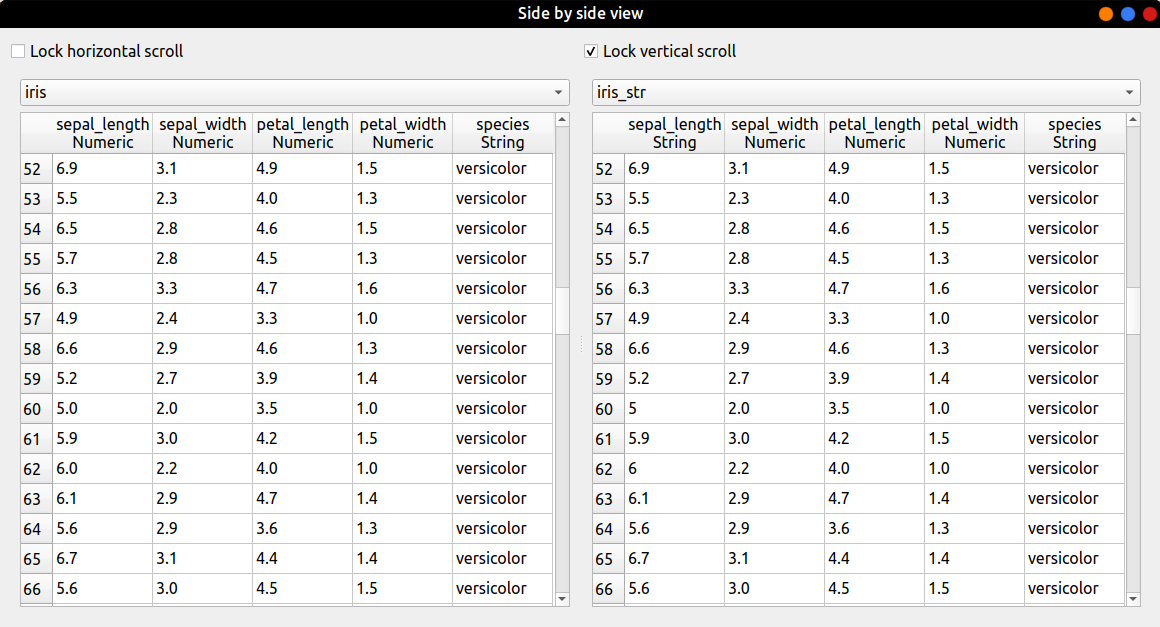 Side by side view
Lock horizontal scroll
Lock vertical scroll
iris
sepal_length sepal_width petal_length petal_width species
Numeric Numeric Numeric Numeric String
52 6.9 3.1 4.9 1.5 versicolor
53 5.5 2.3 4.0 1.3 versicolor
54 6.5 2.8 4.6 1.5 versicolor
55 5.7 2.8 4.5 1.3 versicolor
56 6.3 3.3 4.7 1.6 versicolor
57 4.9 2.4 3.3 1.0 versicolor
58 6.6 2.9 4.6 1.3 versicolor
59 5.2 2.7 3.9 1.4 versicolor
60 5.0 2.0 3.5 1.0 versicolor
61 5.9 3.0 4.2 1.5 versicolor
62 6.0 2.2 4.0 1.0 versicolor
63 6.1 2.9 4.7 1.4 versicolor
64 5.6 2.9 3.6 1.3 versicolor
65 6.7 3.1 4.4 1.4 versicolor
66 5.6 3.0 4.5 1.5 versicolor
iris_str
sepal_length sepal_width petal_length petal_width species
String Numeric Numeric Numeric String
52 6.9 3.1 4.9 1.5 versicolor
53 5.5 2.3 4.0 1.3 versicolor
54 6.5 2.8 4.6 1.5 versicolor
55 5.7 2.8 4.5 1.3 versicolor
56 6.3 3.3 4.7 1.6 versicolor
57 4.9 2.4 3.3 1.0 versicolor
58 6.6 2.9 4.6 1.3 versicolor
59 5.2 2.7 3.9 1.4 versicolor
60 5 2.0 3.5 1.0 versicolor
61 5.9 3.0 4.2 1.5 versicolor
62 6 2.2 4.0 1.0 versicolor
63 6.1 2.9 4.7 1.4 versicolor
64 5.6 2.9 3.6 1.3 versicolor
65 6.7 3.1 4.4 1.4 versicolor
66 5.6 3.0 4.5 1.5 versicolor